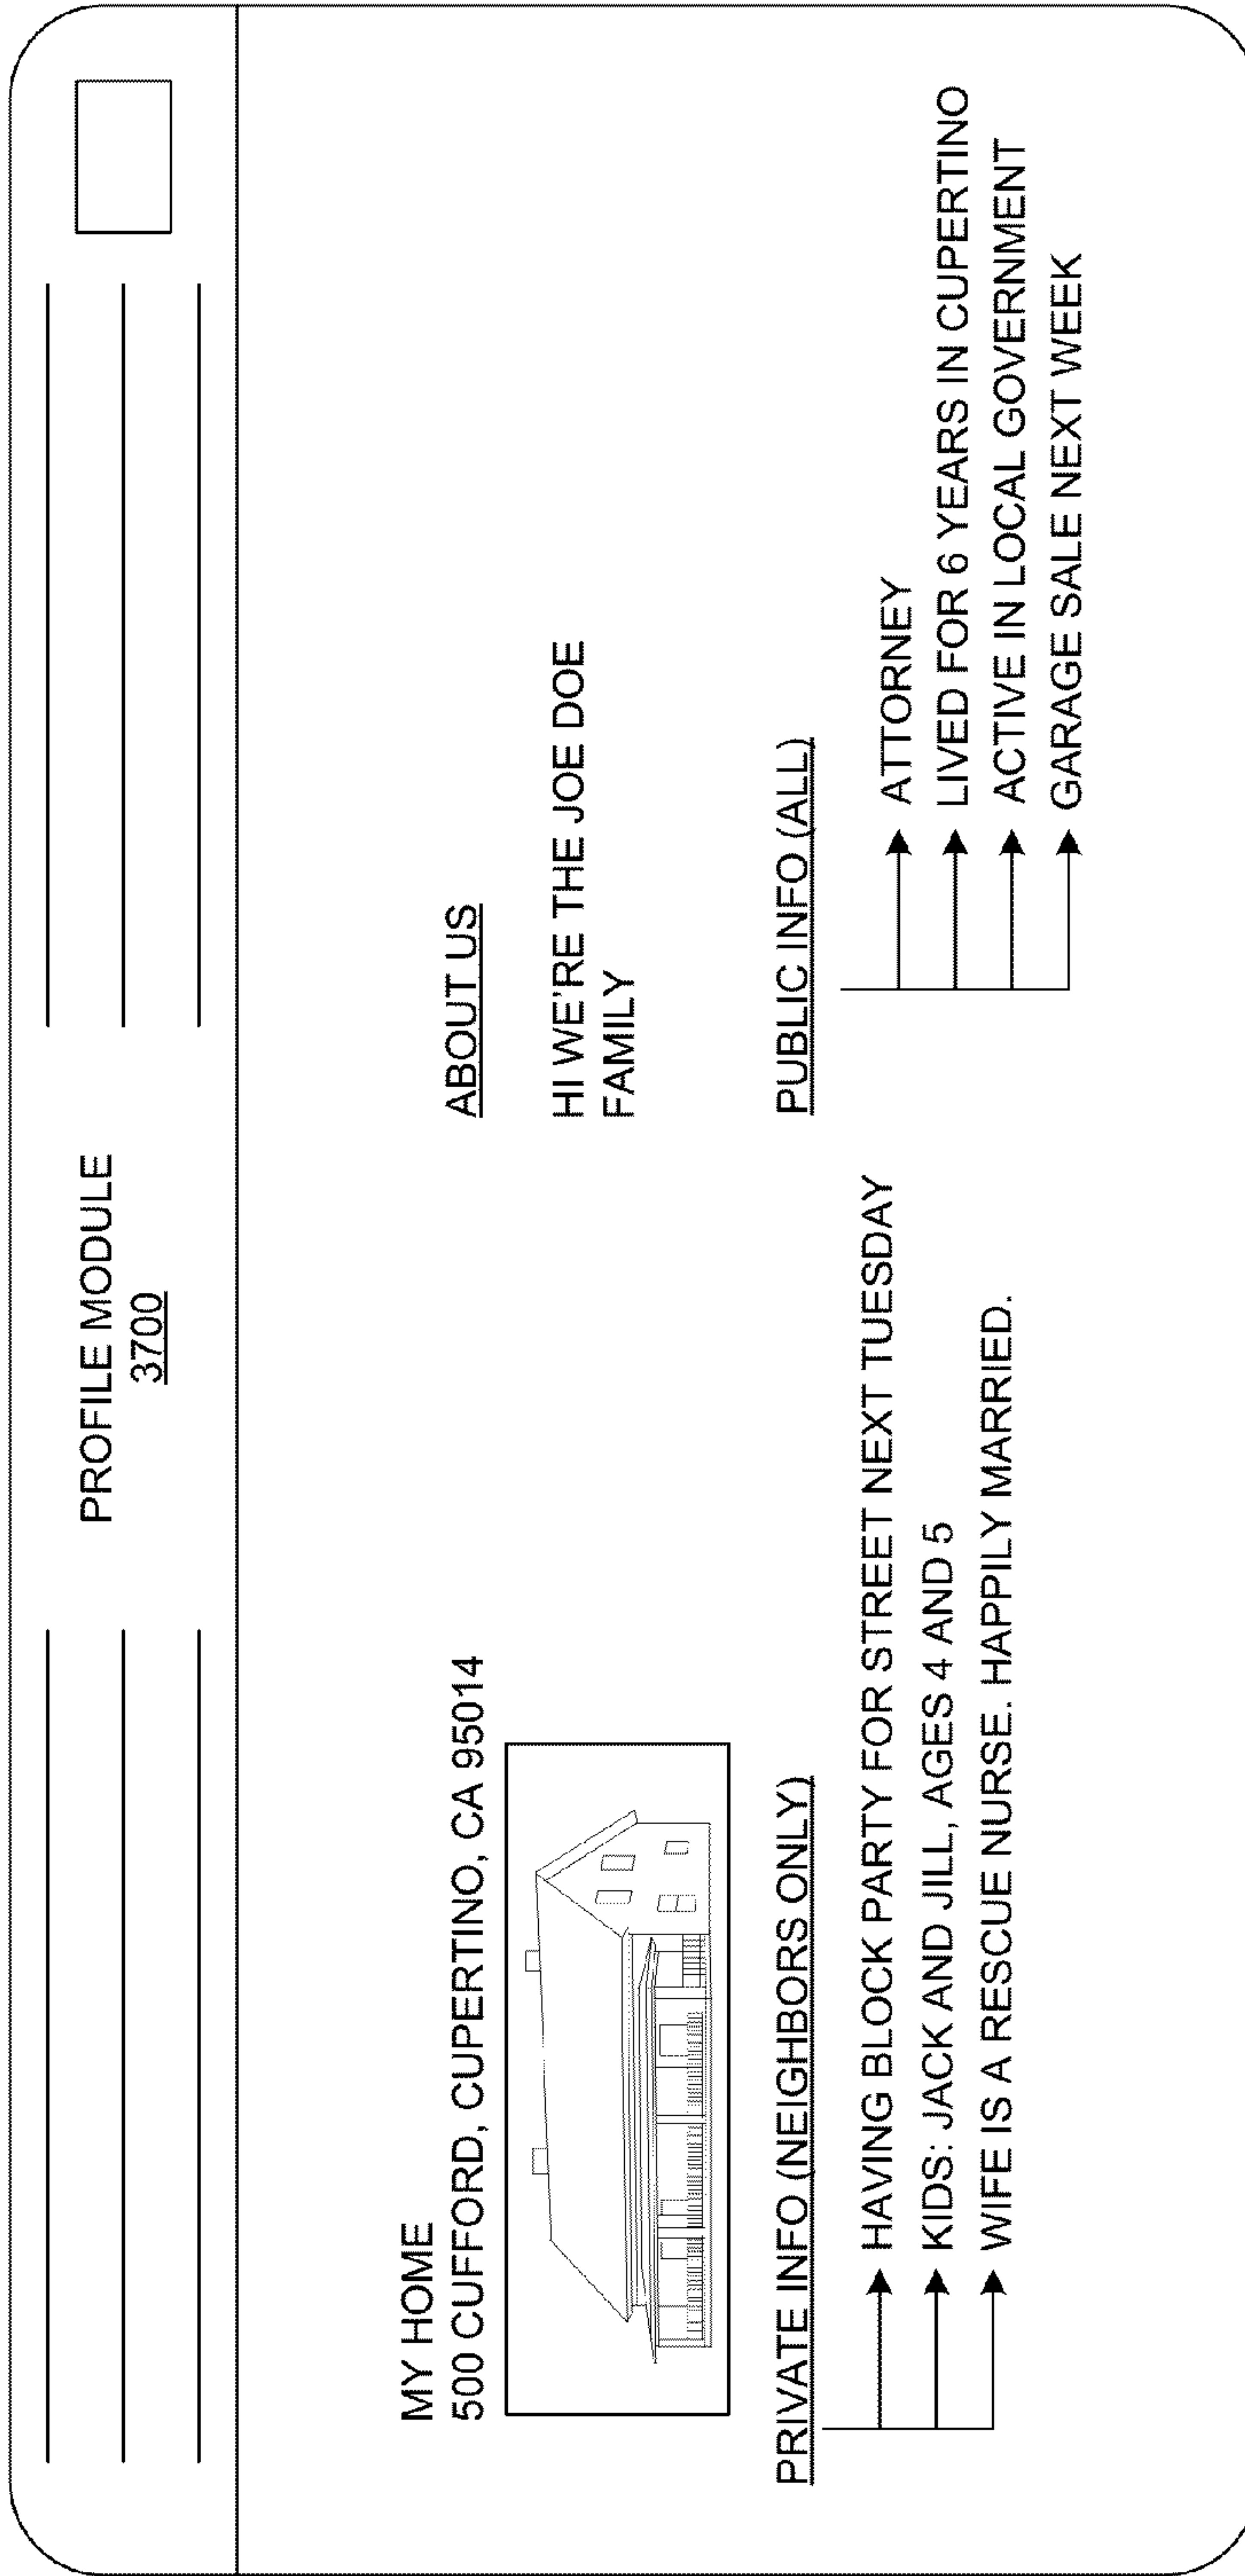 PROFILE MODULE
3700
MY HOME
500 CUFFORD, CUPERTINO, CA 95014
ABOUT US
HI WE'RE THE JOE DOE
FAMILY
PRIVATE INFO (NEIGHBORS ONLY)
HAVING BLOCK PARTY FOR STREET NEXT TUESDAY
KIDS: JACK AND JILL, AGES 4 AND 5
WIFE IS A RESCUE NURSE. HAPPILY MARRIED.
PUBLIC INFO (ALL)
ATTORNEY
LIVED FOR 6 YEARS IN CUPERTINO
ACTIVE IN LOCAL GOVERNMENT
GARAGE SALE NEXT WEEK